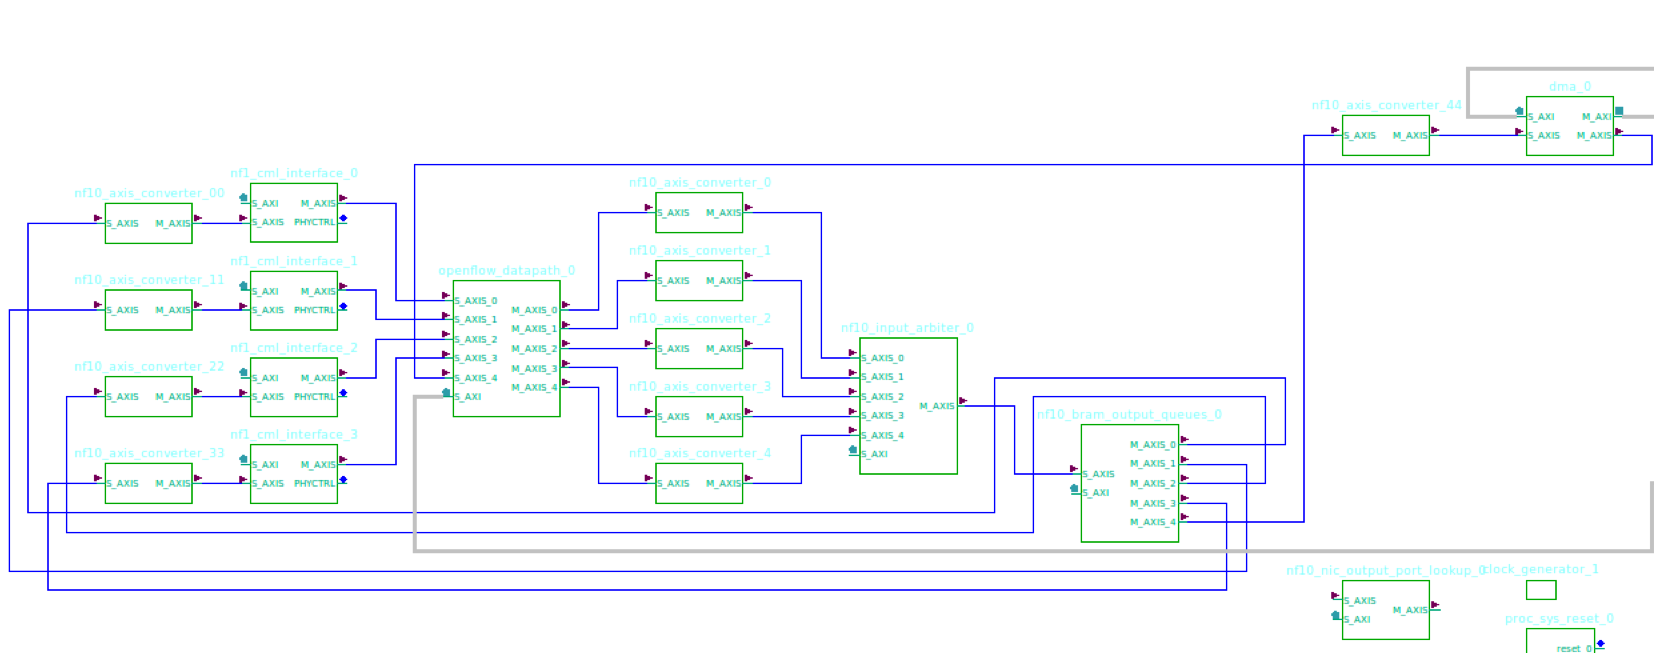 dma_0
nf10_axis_converter_44
S_AXI M_AXI
S_AXIS M_AXIS
S_AXIS M_AXIS
nf1_cml_interface_0
nf10_axis_converter_00
S_AXI M_AXIS
S_AXIS PHYCTRL
S_AXIS M_AXIS
nf1_cml_interface_1
nf10_axis_converter_11
S_AXI M_AXIS
S_AXIS PHYCTRL
S_AXIS M_AXIS
nf1_cml_interface_2
nf10_axis_converter_22
S_AXI M_AXIS
S_AXIS PHYCTRL
S_AXIS M_AXIS
nf1_cml_interface_3
nf10_axis_converter_33
S_AXI M_AXIS
S_AXIS PHYCTRL
S_AXIS M_AXIS
openflow_datapath_0
S_AXIS_0
S_AXIS_1
S_AXIS_2
S_AXIS_3
S_AXIS_4
S_AXI
M_AXIS_0
M_AXIS_1
M_AXIS_2
M_AXIS_3
M_AXIS_4
nf10_axis_converter_0
S_AXIS M_AXIS
nf10_axis_converter_1
S_AXIS M_AXIS
nf10_axis_converter_2
S_AXIS M_AXIS
nf10_axis_converter_3
S_AXIS M_AXIS
nf10_axis_converter_4
S_AXIS M_AXIS
nf10_input_arbiter_0
S_AXIS_0
S_AXIS_1
S_AXIS_2
S_AXIS_3
S_AXIS_4
S_AXI
M_AXIS
nf10_bram_output_queues_0
S_AXIS
S_AXI
M_AXIS_0
M_AXIS_1
M_AXIS_2
M_AXIS_3
M_AXIS_4
nf10_nic_output_port_lookup_0
S_AXIS
S_AXI
M_AXIS
clock_generator_1
proc_sys_reset_0
reset_0